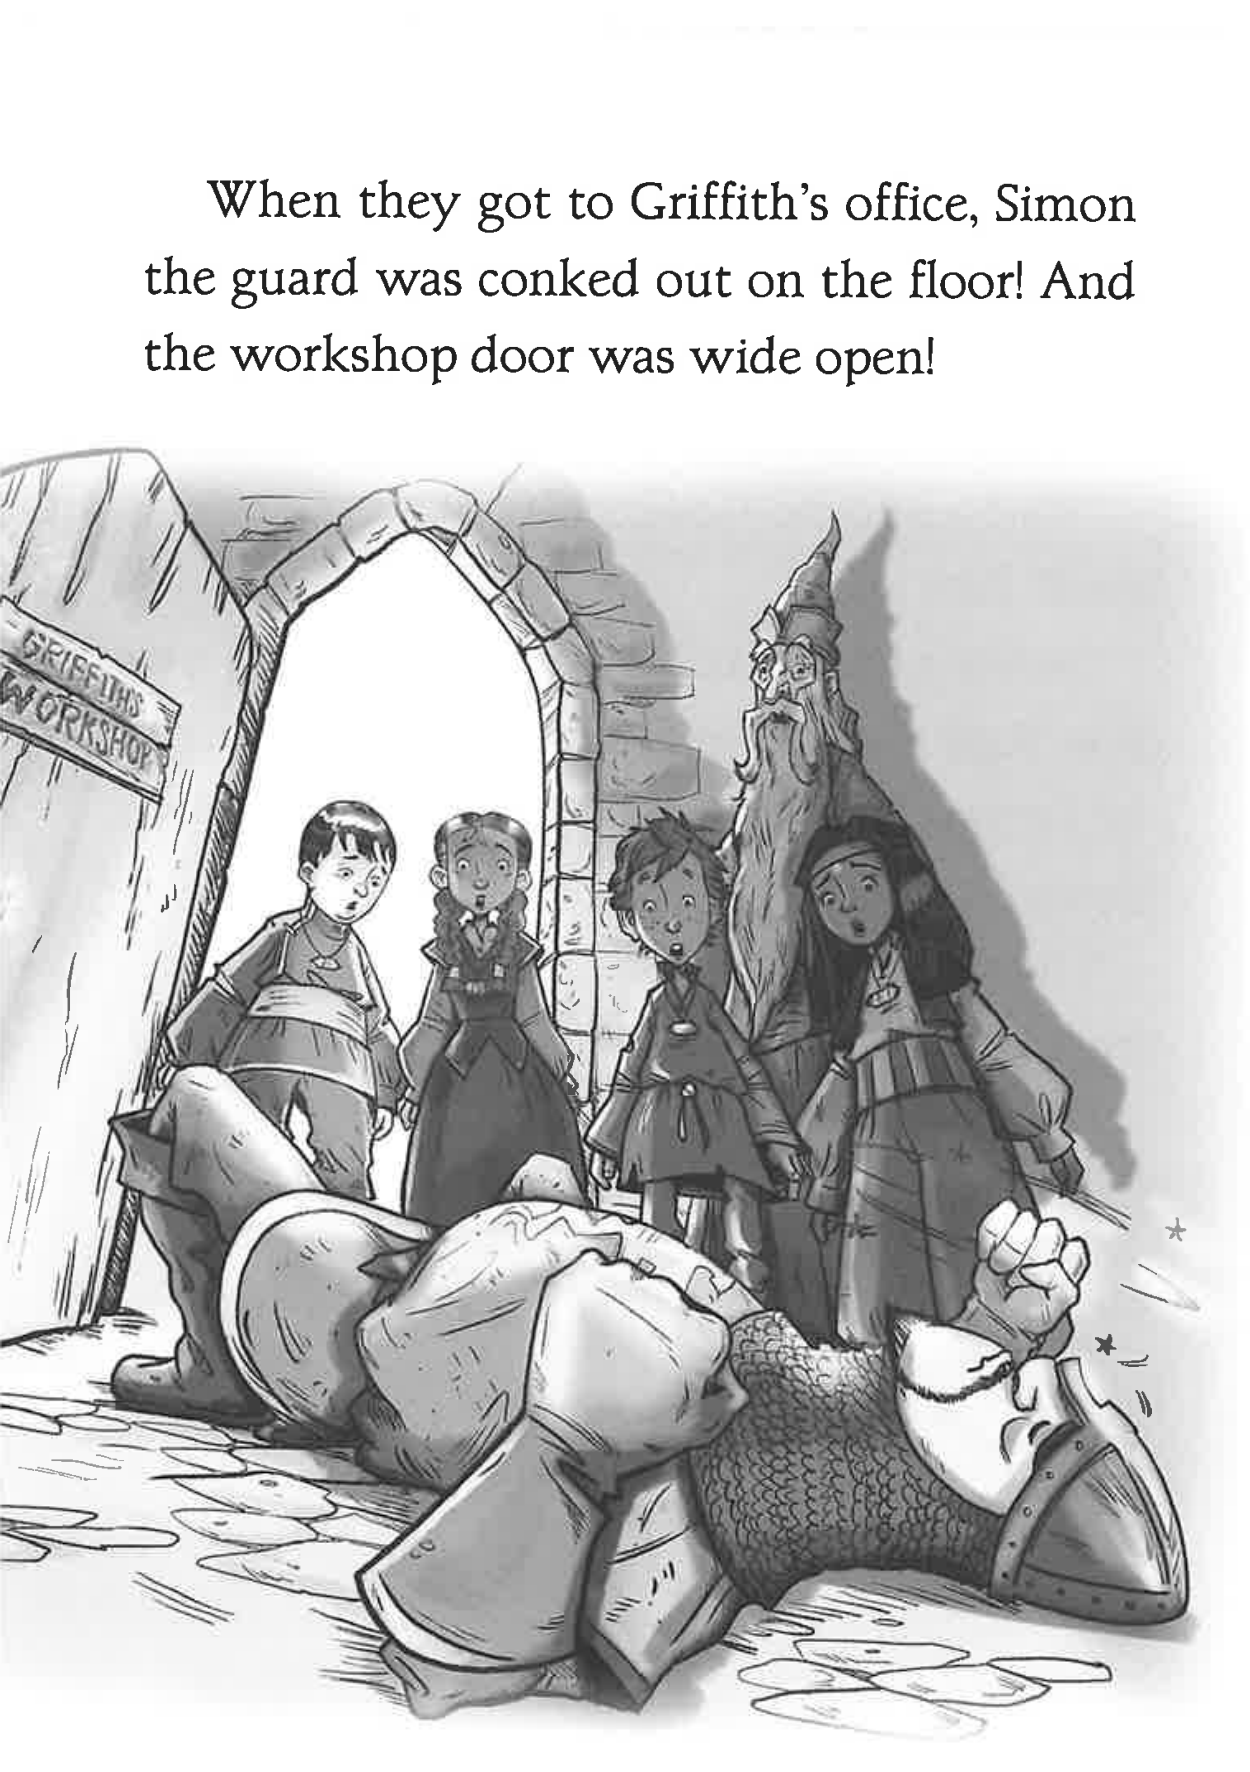 When they got to Griffith's office, Simon
the guard was conked out on the floor! And
the workshop door was wide open!
GRIFFITH'S
WORKSHOP